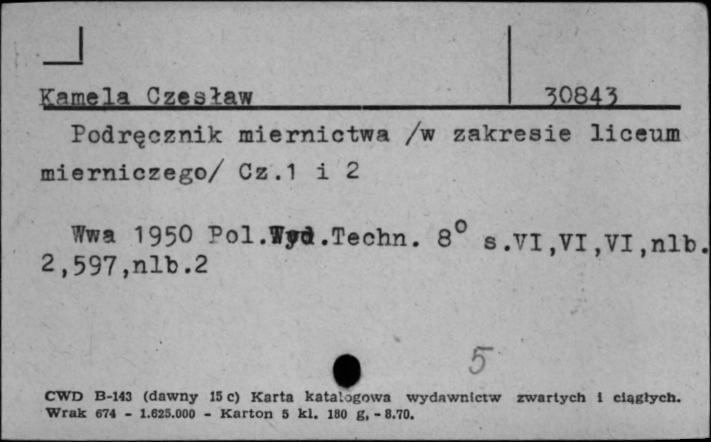 Kamela Czesław 30843
Podręcznik miernictwa /w zakresie liceum
mierniczego/ Cz.1 i 2
Wwa 1950 Pol.Wyd.Techn. 8° s.VI,VI,VI,nlb.
2,597,nlb.2
5
CWD B-143 (dawny 15 c) Karta katalogowa wydawnictw zwartych i ciągłych.
Wrak 674 - 1.625.000 - Karton 5 kl. 180 g, - 8.70.